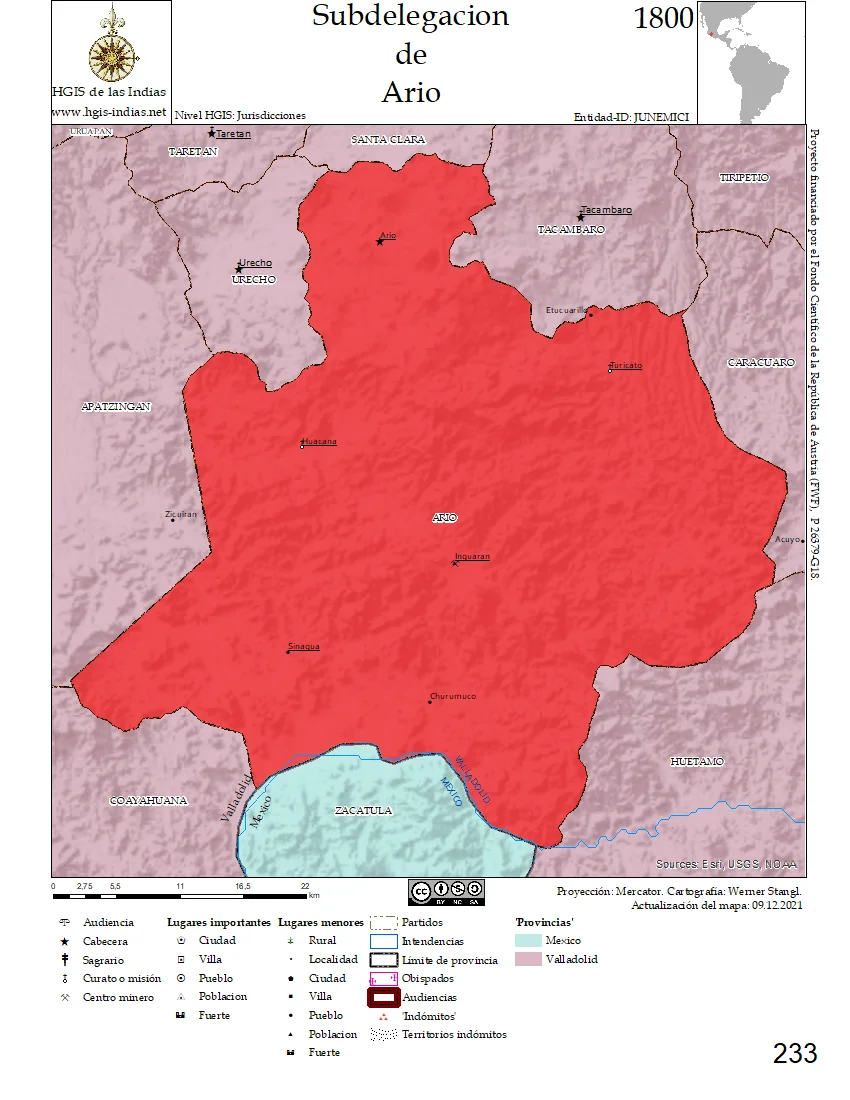 Subdelegacion
de
Ario
1800
HGIS de las Indias
www.hgis-indias.net
Nivel HGIS: Jurisdicciones
Entidad-ID: JUNEMICI
URUAPAN
Taretan
TARETAN
SANTA CLARA
TIRIPETIO
Tacambaro
TACAMBARO
Ario
Urecho
URECHO
Etucuarillo
Turicato
CARACUARO
APATZINGAN
Huacana
Zicuiran
ARIO
Acuyo
Inguaran
Sinagua
Churumuco
HUETAMO
COAYAHUANA
Valladolid
Mexico
VALLADOLID
MEXICO
ZACATULA
Sources: Esri, USGS, NOAA
Proyecto financiado por el Fondo Científico de la República de Austria (FWF), P 26379-G18.
0 2,75 5,5 11 16,5 22
km
CC BY NC SA
Proyección: Mercator. Cartografía: Werner Stangl.
Actualización del mapa: 09.12.2021
Audiencia
Cabecera
Sagrario
Curato o misión
Centro minero
Lugares importantes
Ciudad
Villa
Pueblo
Poblacion
Fuerte
Lugares menores
Rural
Localidad
Ciudad
Villa
Pueblo
Poblacion
Fuerte
Partidos
Intendencias
Límite de provincia
Obispados
Audiencias
'Indómitos'
Territorios indómitos
'Provincias'
Mexico
Valladolid
233